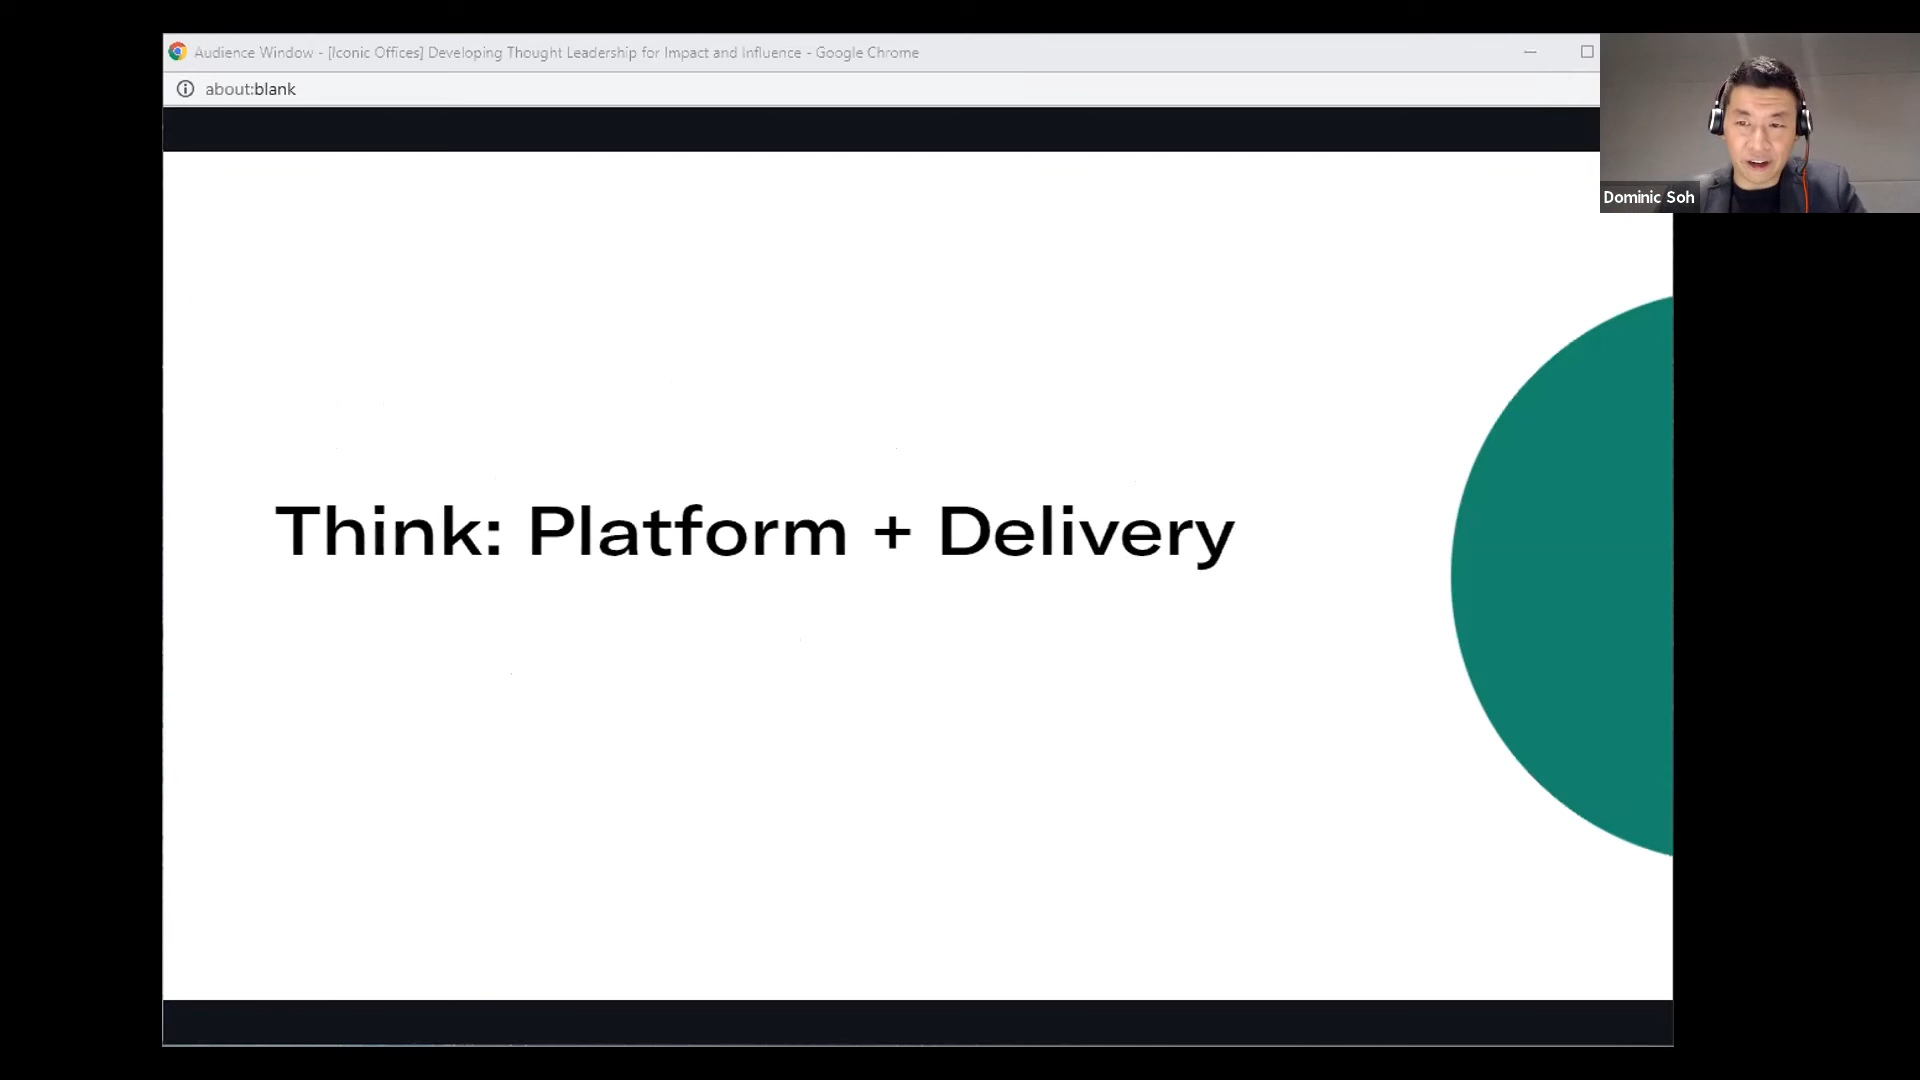 Audience Window - [Iconic Offices] Developing Thought Leadership for Impact and Influence - Google Chrome
about:blank
Dominic Soh
Think: Platform + Delivery